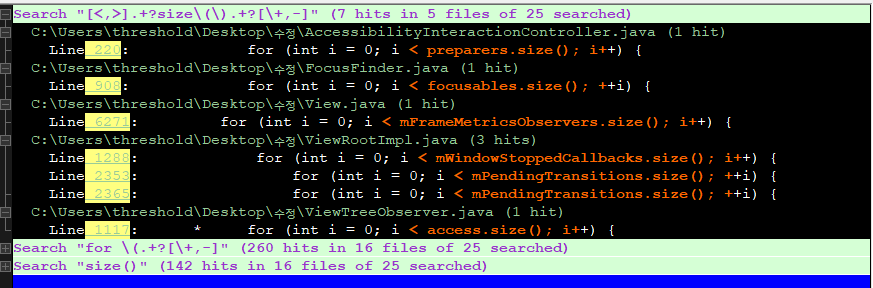 Search "[<,>].+?size\(\).+?[\+,-]" (7 hits in 5 files of 25 searched)
C:\Users\threshold\Desktop\수정\AccessibilityInteractionController.java (1 hit)
Line 220: for (int i = 0; i < preparers.size(); i++) {
C:\Users\threshold\Desktop\수정\FocusFinder.java (1 hit)
Line 908: for (int i = 0; i < focusables.size(); ++i) {
C:\Users\threshold\Desktop\수정\View.java (1 hit)
Line 6271: for (int i = 0; i < mFrameMetricsObservers.size(); i++) {
C:\Users\threshold\Desktop\수정\ViewRootImpl.java (3 hits)
Line 1288: for (int i = 0; i < mWindowStoppedCallbacks.size(); i++) {
Line 2353: for (int i = 0; i < mPendingTransitions.size(); ++i) {
Line 2365: for (int i = 0; i < mPendingTransitions.size(); ++i) {
C:\Users\threshold\Desktop\수정\ViewTreeObserver.java (1 hit)
Line 1117: * for (int i = 0; i < access.size(); i++) {
Search "for \(.+?[\+,-]" (260 hits in 16 files of 25 searched)
Search "size()" (142 hits in 16 files of 25 searched)